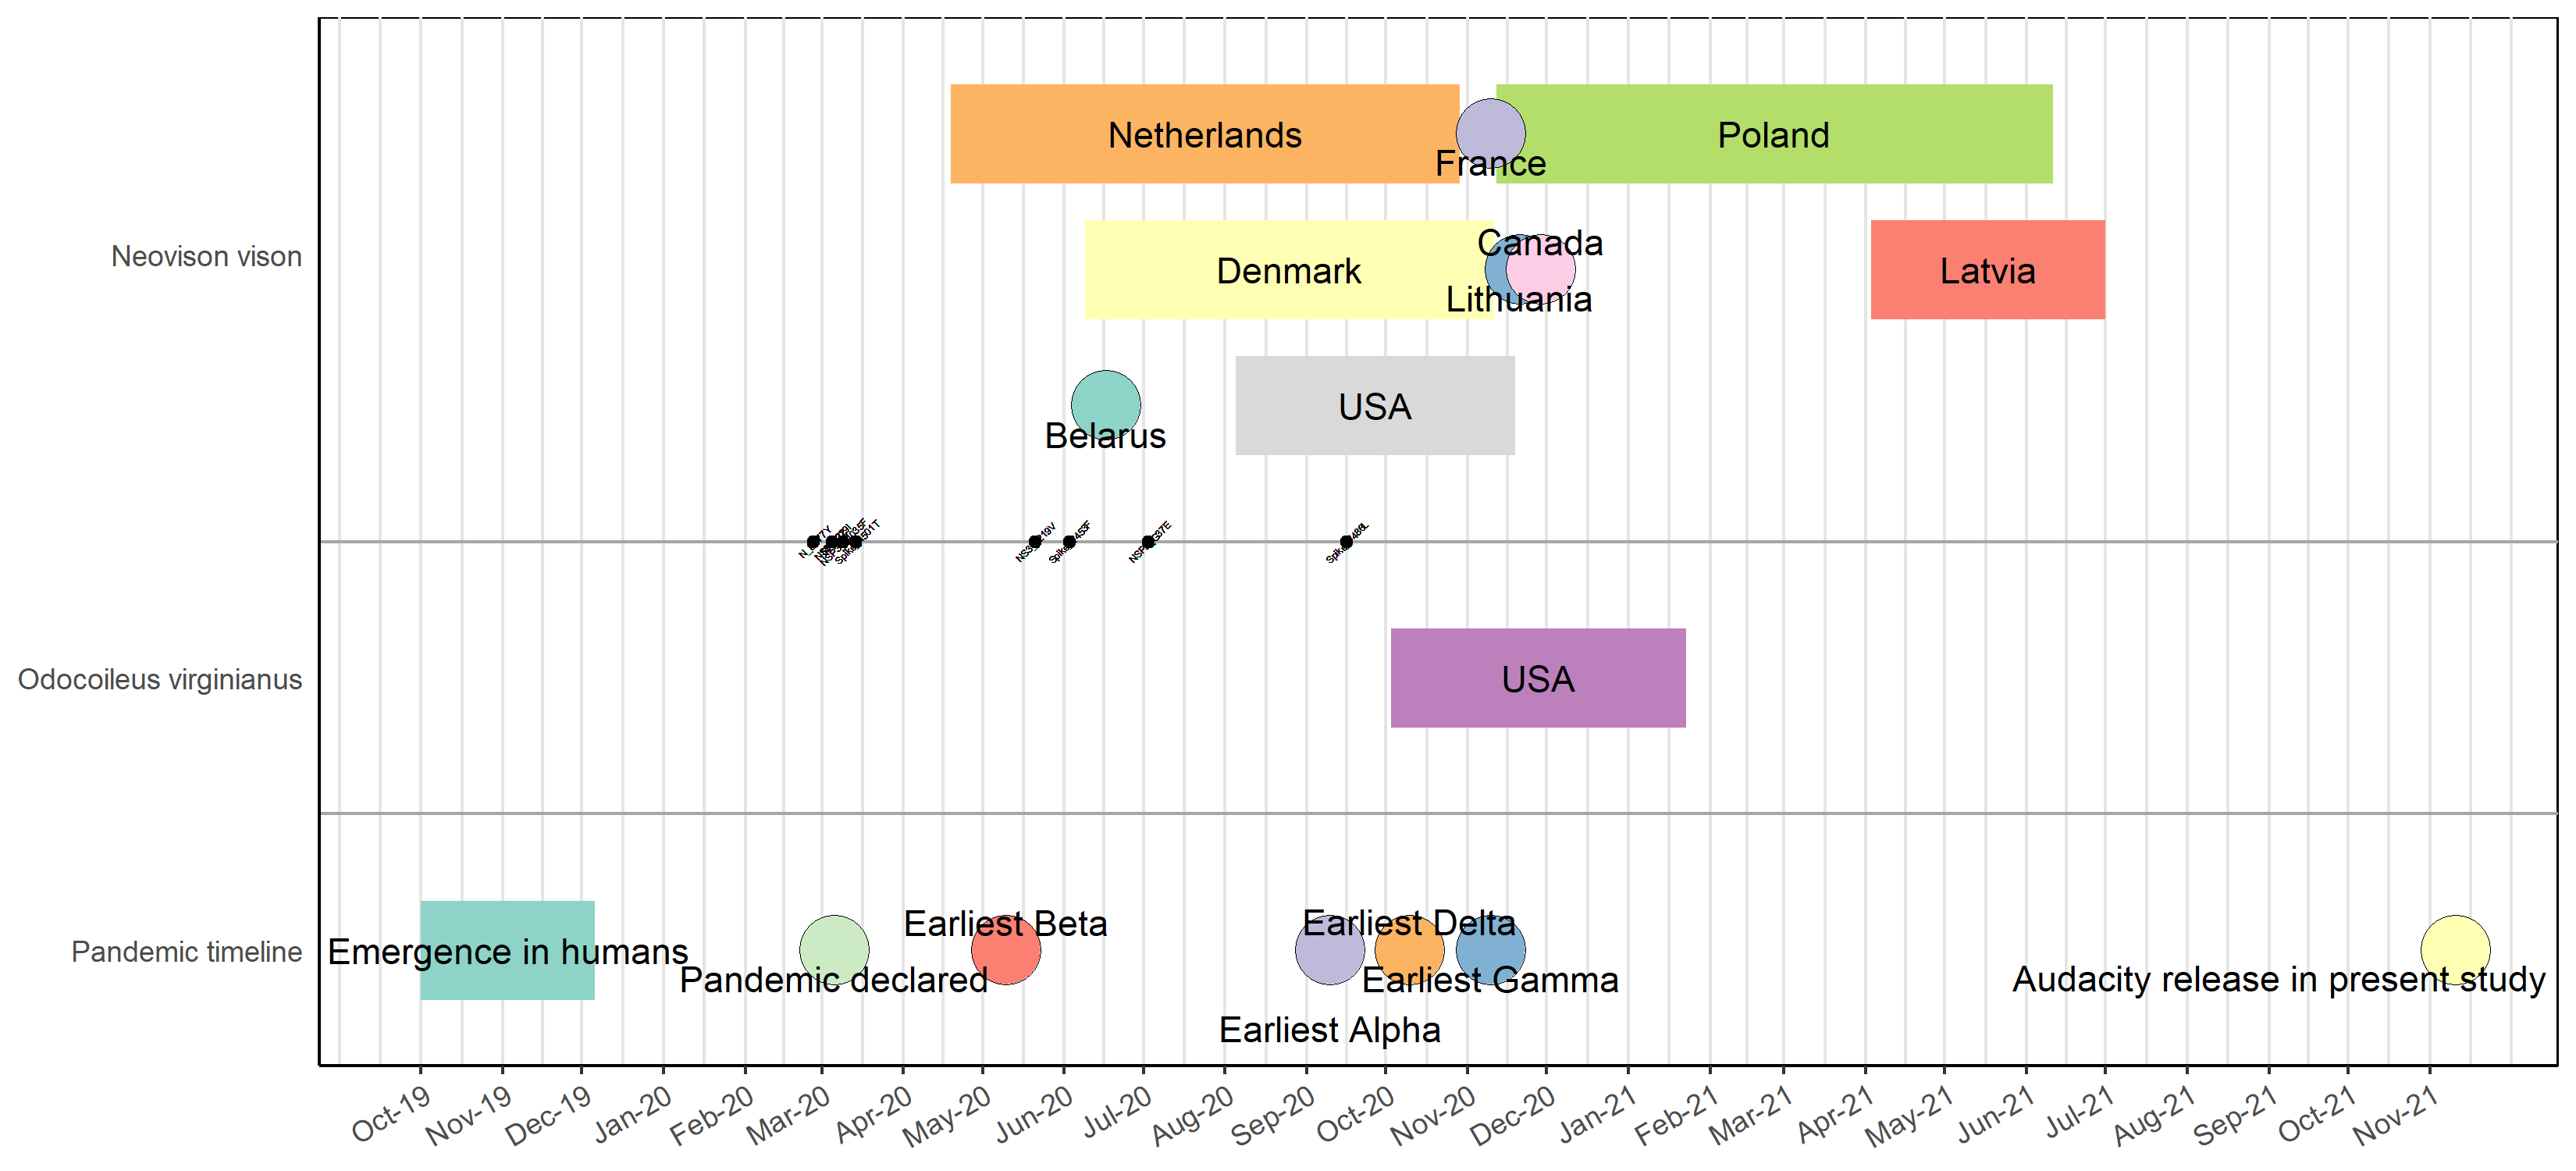 Netherlands
Poland
France
Canada
Neovison vison
Denmark
Latvia
Lithuania
USA
Belarus
Odocoileus virginianus
USA
Earliest Beta
Earliest Delta
Pandemic timeline
Emergence in humans
Pandemic declared
Earliest Gamma
Audacity release in present study
Earliest Alpha
Oct-19
Nov-19
Dec-19
Jan-20
Feb-20
Mar-20
Apr-20
May-20
Jun-20
Jul-20
Aug-20
Sep-20
Oct-20
Nov-20
Dec-20
Jan-21
Feb-21
Mar-21
Apr-21
May-21
Jun-21
Jul-21
Aug-21
Sep-21
Oct-21
Nov-21